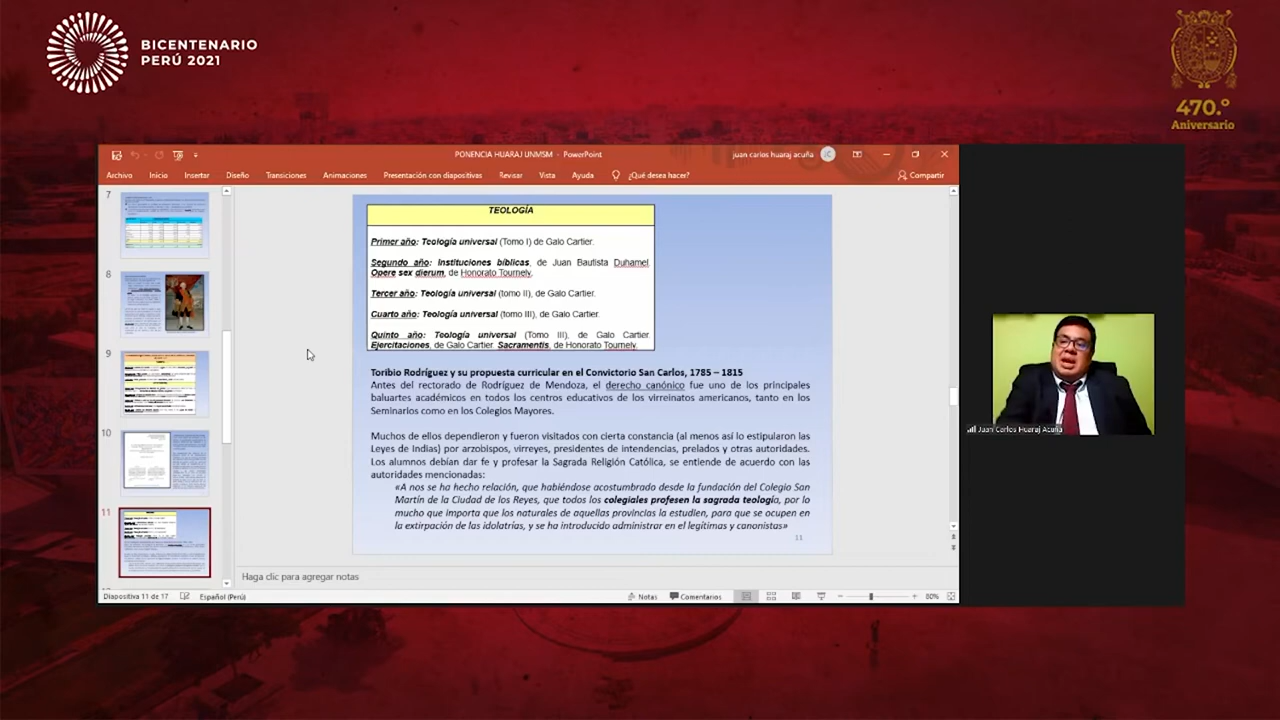 BICENTENARIO
PERÚ 2021
470.º
Aniversario
PONENCIA HUARAJ UNMSM - PowerPoint
juan carlos huaraj acuña
JC
Archivo
Inicio
Insertar
Diseño
Transiciones
Animaciones
Presentación con diapositivas
Revisar
Vista
Ayuda
¿Qué desea hacer?
Compartir
7
8
9
10
11
TEOLOGÍA
Primer año: Teología universal (Tomo I) de Galo Cartier.
Segundo año: Instituciones bíblicas, de Juan Bautista Duhamel.
Opere sex dierum, de Honorato Tournely.
Tercer año: Teología universal (tomo II), de Galo Cartier.
Cuarto año: Teología universal (tomo III), de Galo Cartier.
Quinto año: Teología universal (Tomo III), de Galo Cartier
Ejercitaciones, de Galo Cartier. Sacramentis, de Honorato Tournely.
Toribio Rodríguez y su propuesta curricular en el Convictorio San Carlos, 1785 – 1815
Antes del rectorado de Rodríguez de Mendoza, el derecho canónico fue uno de los principales
baluartes académicos en todos los centros educativos de los virreinatos americanos, tanto en los
Seminarios como en los Colegios Mayores.
Muchos de ellos dependieron y fueron visitados con cierta constancia (al menos así lo estipularon las
Leyes de Indias) por arzobispos, virreyes, presidentes de intendencias, prelados y otras autoridades.
Los alumnos debían dar fe y profesar la Sagrada Religión Católica, se entiende de acuerdo con las
autoridades mencionadas:
«A nos se ha hecho relación, que habiéndose acostumbrado desde la fundación del Colegio San
Martín de la Ciudad de los Reyes, que todos los colegiales profesen la sagrada teología, por lo
mucho que importa que los naturales de aquellas provincias la estudien, para que se ocupen en
la extirpación de las idolatrías, y se ha procurado administrar en el legítimas y canonistas»
11
Haga clic para agregar notas
Diapositiva 11 de 17
Español (Perú)
Notas
Comentarios
80%
Juan Carlos Huaraj Acuña